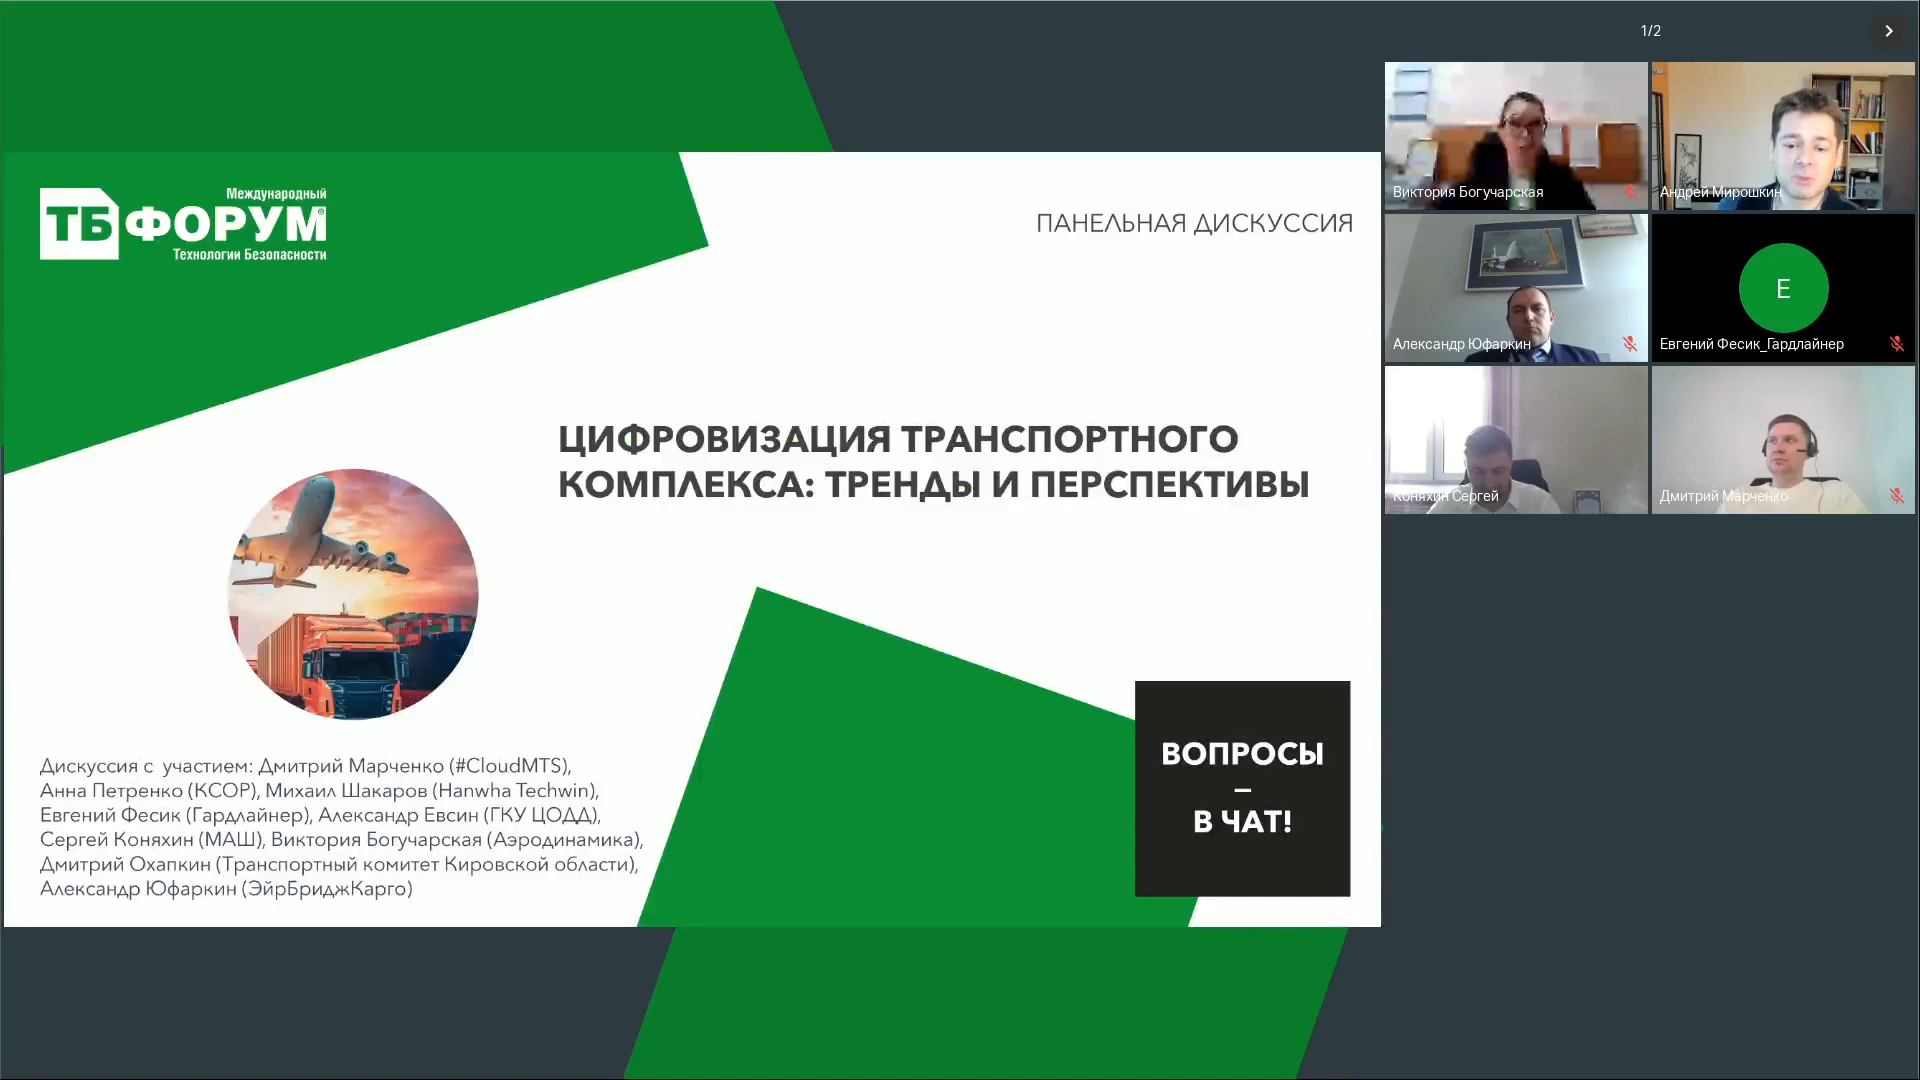 Международный
ТБ ФОРУМ®
Технологии Безопасности
ПАНЕЛЬНАЯ ДИСКУССИЯ
ЦИФРОВИЗАЦИЯ ТРАНСПОРТНОГО
КОМПЛЕКСА: ТРЕНДЫ И ПЕРСПЕКТИВЫ
Дискуссия с участием: Дмитрий Марченко (#CloudMTS),
Анна Петренко (КСОР), Михаил Шакаров (Hanwha Techwin),
Евгений Фесик (Гардлайнер), Александр Евсин (ГКУ ЦОДД),
Сергей Коняхин (МАШ), Виктория Богучарская (Аэродинамика),
Дмитрий Охапкин (Транспортный комитет Кировской области),
Александр Юфаркин (ЭйрБриджКарго)
ВОПРОСЫ
–
В ЧАТ!
1/2
Виктория Богучарская
Андрей Мирошкин
Александр Юфаркин
Е
Евгений Фесик_Гардлайнер
Коняхин Сергей
Дмитрий Марченко